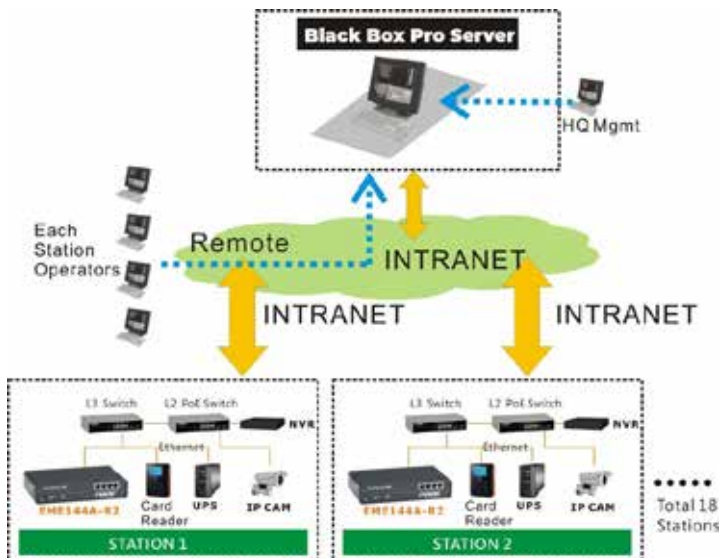 Black Box Pro Server
HQ Mgmt
Each
Station
Operators
Remote
INTRANET
INTRANET
INTRANET
L3 Switch
L2 PoE Switch
NVR
Ethernet
EME144A-R2
Card
Reader
UPS
IP CAM
STATION 1
L3 Switch
L2 PoE Switch
NVR
Ethernet
EME144A-R2
Card
Reader
UPS
IP CAM
STATION 2
Total 18
Stations